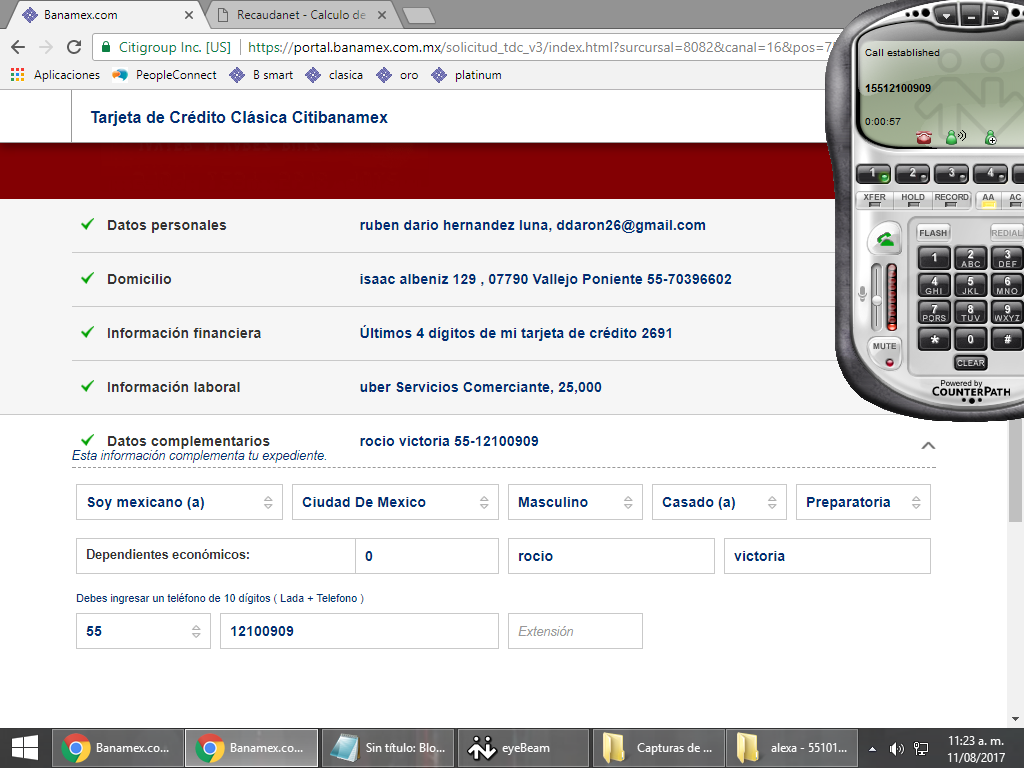 Banamex.com
Recaudanet - Calculo de
Citigroup Inc. [US]
https://portal.banamex.com.mx/solicitud_tdc_v3/index.html?sucursal=8082&canal=16&pos=7
Aplicaciones
PeopleConnect
B smart
clasica
oro
platinum
Tarjeta de Crédito Clásica Citibanamex
Datos personales
ruben dario hernandez luna, ddaron26@gmail.com
Domicilio
isaac albeniz 129 , 07790 Vallejo Poniente 55-70396602
Información financiera
Últimos 4 dígitos de mi tarjeta de crédito 2691
Información laboral
uber Servicios Comerciante, 25,000
Datos complementarios
rocio victoria 55-12100909
Esta información complementa tu expediente.
Soy mexicano (a)
Ciudad De Mexico
Masculino
Casado (a)
Preparatoria
Dependientes económicos:
0
rocio
victoria
Debes ingresar un teléfono de 10 dígitos ( Lada + Telefono )
55
12100909
Extensión
Call established
15512100909
0:00:57
1 2 3 4
XFER HOLD RECORD AA AC
FLASH REDIAL
1 2 ABC 3 DEF
4 GHI 5 JKL 6 MNO
7 PQRS 8 TUV 9 WXYZ
* 0 #
MUTE
CLEAR
Powered by
COUNTERPATH
Banamex.co...
Banamex.co...
Sin título: Blo...
eyeBeam
Capturas de ...
alexa - 55101...
11:23 a. m.
11/08/2017